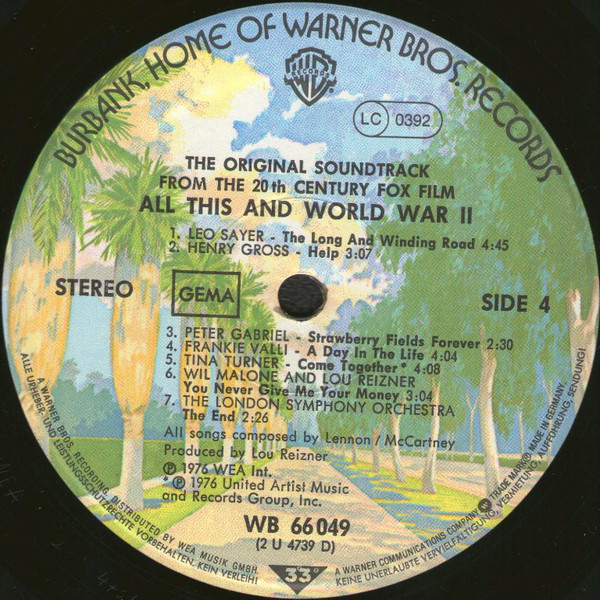 BURBANK, HOME OF WARNER BROS. RECORDS
WB
RECORDS
LC 0392
THE ORIGINAL SOUNDTRACK
FROM THE 20th CENTURY FOX FILM
ALL THIS AND WORLD WAR II
1. LEO SAYER - The Long And Winding Road 4:45
2. HENRY GROSS - Help 3:07
STEREO
GEMA
SIDE 4
3. PETER GABRIEL - Strawberry Fields Forever 2:30
4. FRANKIE VALLI - A Day In The Life 4:04
5. TINA TURNER - Come Together* 4:08
6. WIL MALONE AND LOU REIZNER
You Never Give Me Your Money 3:04
7. THE LONDON SYMPHONY ORCHESTRA
The End 2:26
All songs composed by Lennon / McCartney
Produced by Lou Reizner
℗ 1976 WEA Int.
*℗ 1976 United Artist Music
and Records Group, Inc.
WB 66 049
(2 U 4739 D)
33
A WARNER BROS. RECORDING, DISTRIBUTED BY WEA MUSIK GMBH.
ALLE URHEBER- UND LEISTUNGSSCHUTZRECHTE VORBEHALTEN. KEIN VERLEIH!
A WARNER COMMUNICATIONS COMPANY TRADE MARK MADE IN GERMANY
KEINE UNERLAUBTE VERVIELFÄLTIGUNG, VERMIETUNG, AUFFÜHRUNG, SENDUNG!